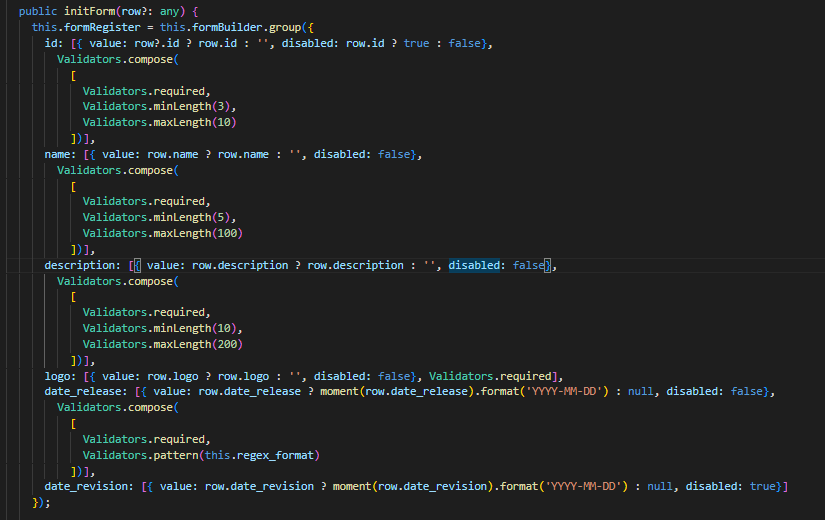 public initForm(row?: any) {
this.formRegister = this.formBuilder.group({
id: [{ value: row?.id ? row.id : '', disabled: row.id ? true : false},
Validators.compose(
[
Validators.required,
Validators.minLength(3),
Validators.maxLength(10)
])],
name: [{ value: row.name ? row.name : '', disabled: false},
Validators.compose(
[
Validators.required,
Validators.minLength(5),
Validators.maxLength(100)
])],
description: [{ value: row.description ? row.description : '', disabled: false},
Validators.compose(
[
Validators.required,
Validators.minLength(10),
Validators.maxLength(200)
])],
logo: [{ value: row.logo ? row.logo : '', disabled: false}, Validators.required],
date_release: [{ value: row.date_release ? moment(row.date_release).format('YYYY-MM-DD') : null, disabled: false},
Validators.compose(
[
Validators.required,
Validators.pattern(this.regex_format)
])],
date_revision: [{ value: row.date_revision ? moment(row.date_revision).format('YYYY-MM-DD') : null, disabled: true}]
});